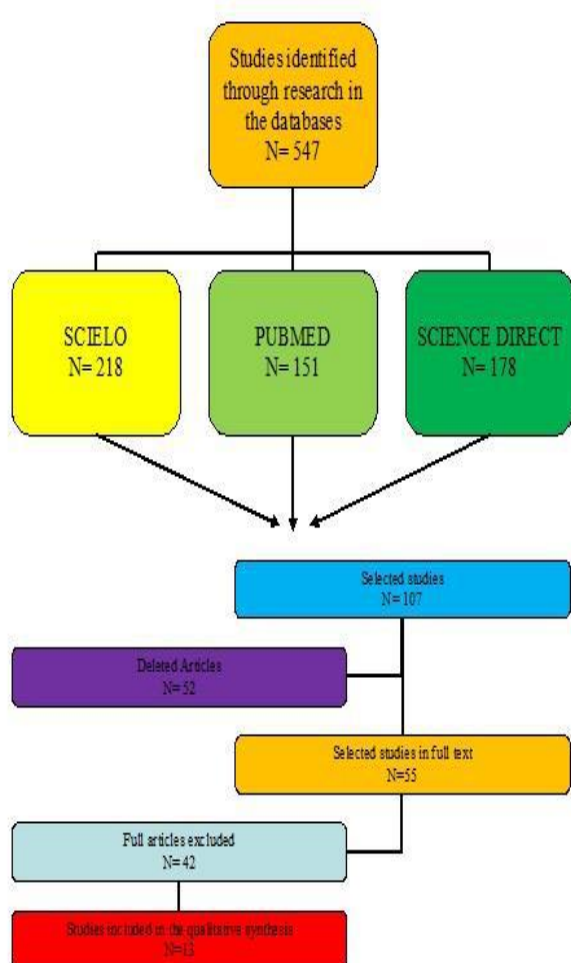 Studies identified
through research in
the databases
N= 547
SCIELO
N= 218
PUBMED
N= 151
SCIENCE DIRECT
N= 178
Selected studies
N= 107
Deleted Articles
N= 52
Selected studies in full text
N=55
Full articles excluded
N= 42
Studies included in the qualitative synthesis
N=13